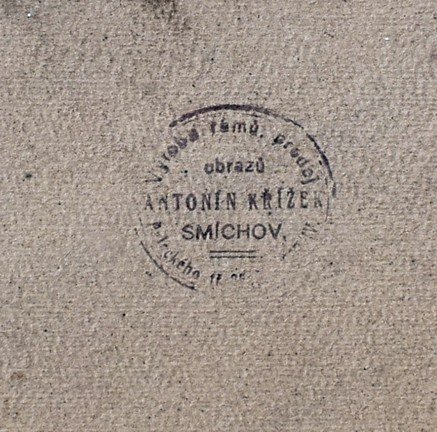 Výroba rámů, prodej
obrazů
ANTONÍN KŘÍŽEK
SMÍCHOV,